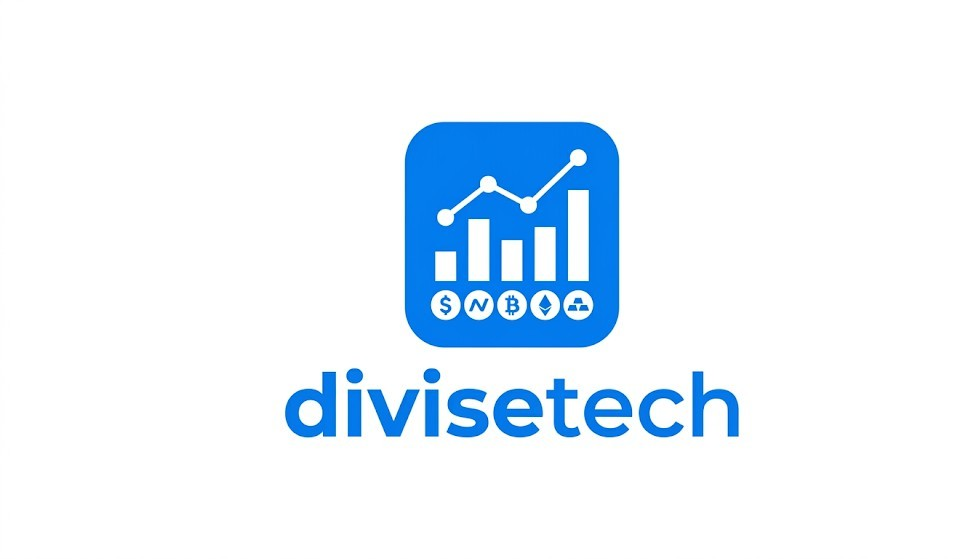 $ N ₿
divisetech